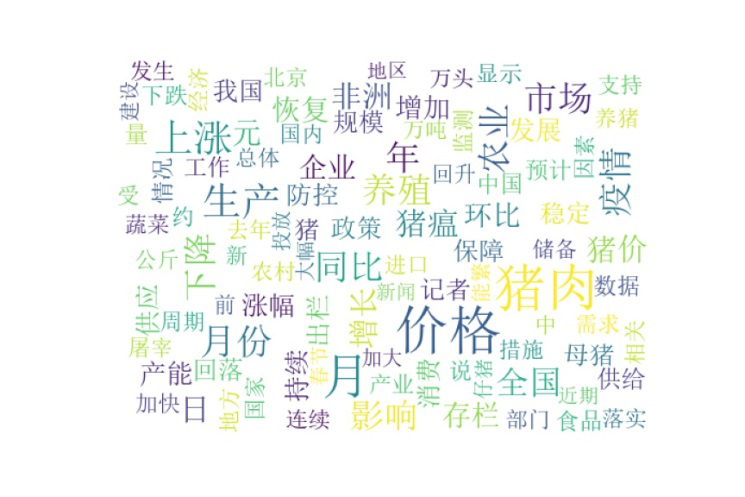 发生
地区
万头
显示
北京
经济
我国
支持
建设
下跌
非洲
增加
市场
恢复
养猪
量
上涨
元
国内
规模
万吨
监测
农业
发展
因素
总体
年
情况
工作
企业
回升
中国
预计
疫情
受
生产
防控
养殖
约
蔬菜
去年
投放
猪
政策
猪瘟
环比
稳定
公斤
下降
新
大幅
保障
储备
猪价
农村
同比
进口
能繁
猪肉
数据
供应
前
涨幅
新闻
记者
周期
出栏
增长
价格
中
需求
相关
屠宰
月份
加大
措施
母猪
产能
回落
持续
春节
月
产业
消费
说
仔猪
全国
供给
加快
日
地方
国家
近期
连续
影响
存栏
部门
食品
落实